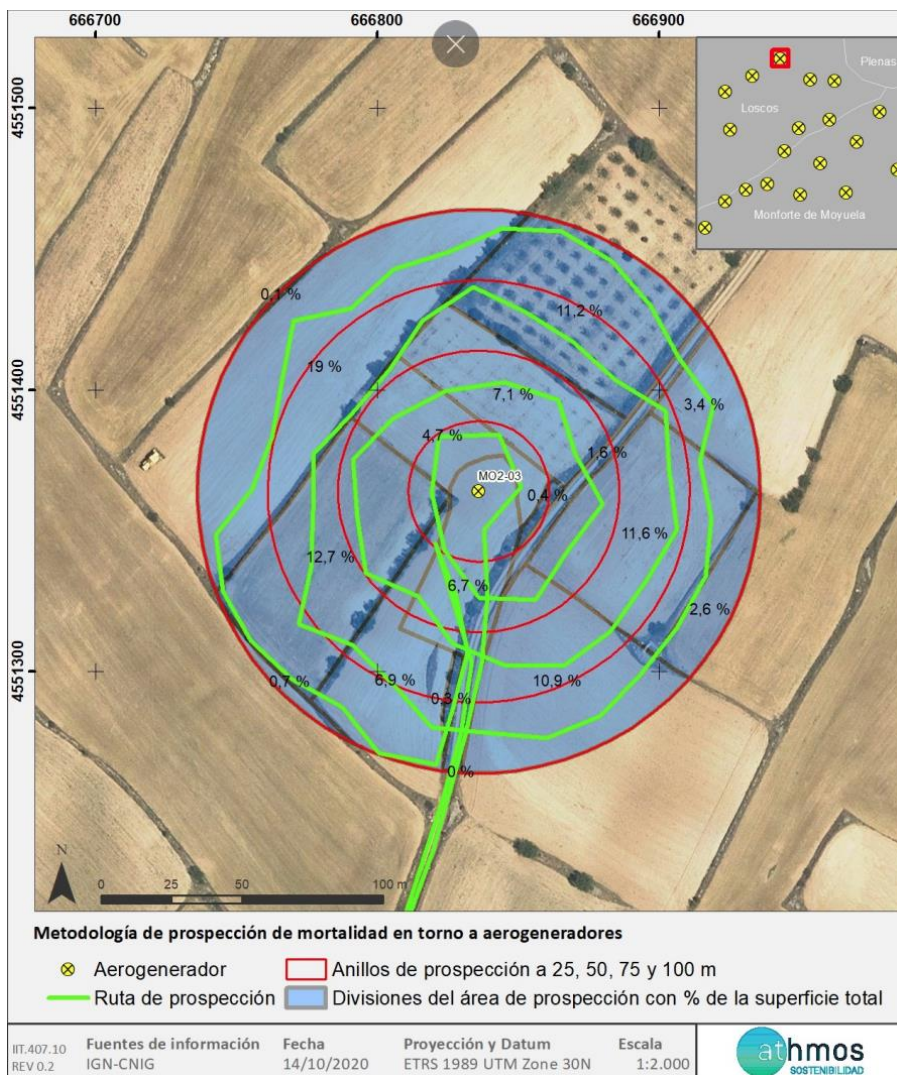 666700
666800
666900
4551500
4551400
4551300
Plenas
Loscos
Monforte de Moyuela
0,1 %
11,2 %
19 %
7,1 %
3,4 %
4,7 %
1,6 %
MO2-03
0,4 %
11,6 %
12,7 %
6,7 %
2,6 %
0,7 %
6,9 %
0,3 %
10,9 %
0 %
N
0 25 50 100 m
Metodología de prospección de mortalidad en torno a aerogeneradores
Aerogenerador Anillos de prospección a 25, 50, 75 y 100 m
Ruta de prospección Divisiones del área de prospección con % de la superficie total
IIT.407.10
REV 0.2
Fuentes de información Fecha Proyección y Datum Escala
IGN-CNIG 14/10/2020 ETRS 1989 UTM Zone 30N 1:2.000
athmos
SOSTENIBILIDAD